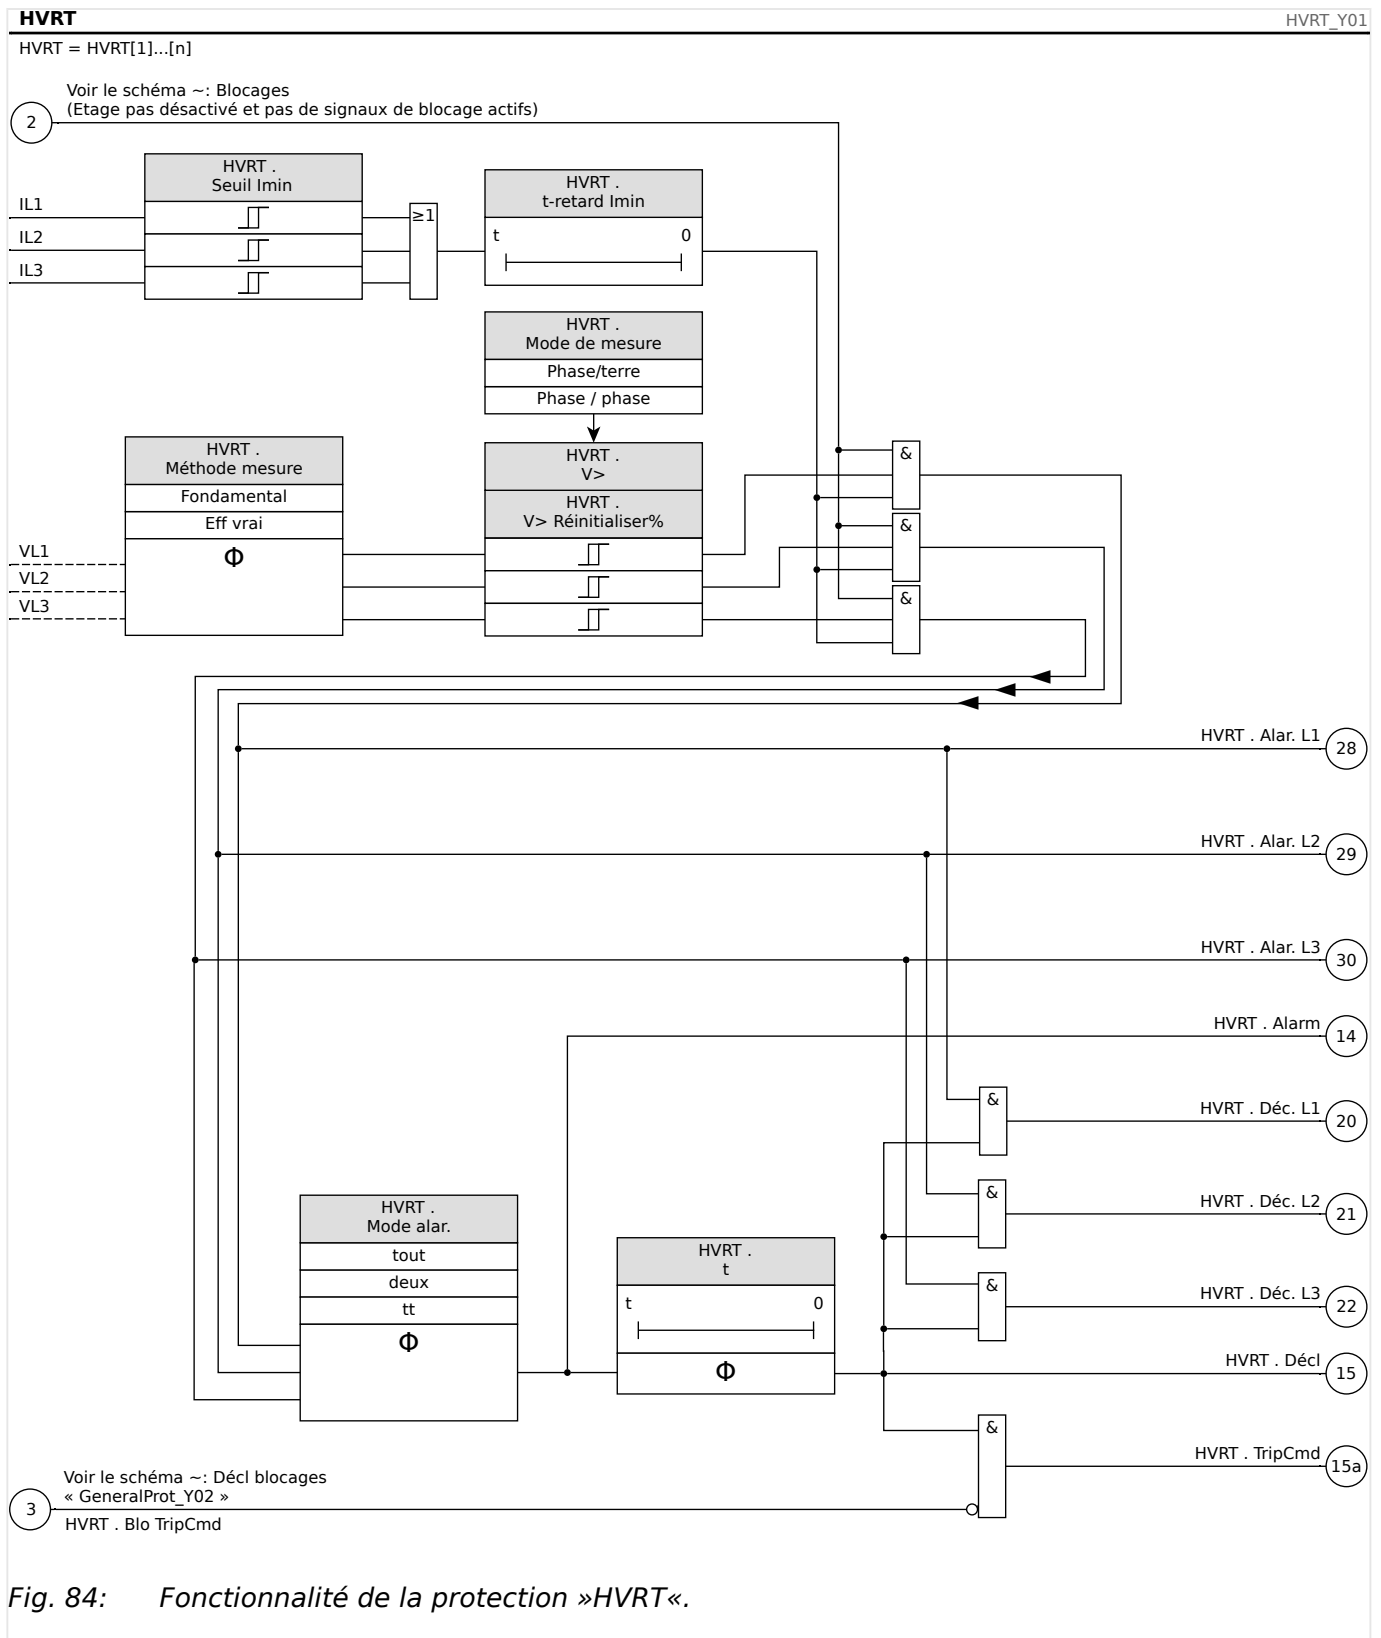 HVRT
HVRT_Y01
HVRT = HVRT[1]...[n]
Voir le schéma ~: Blocages
(Etage pas désactivé et pas de signaux de blocage actifs)
2
HVRT .
Seuil Imin
IL1
IL2
IL3
≥1
HVRT .
t-retard Imin
t
0
HVRT .
Mode de mesure
Phase/terre
Phase / phase
HVRT .
Méthode mesure
Fondamental
Eff vrai
Φ
VL1
VL2
VL3
HVRT .
V>
HVRT .
V> Réinitialiser%
&
&
&
HVRT . Alar. L1
28
HVRT . Alar. L2
29
HVRT . Alar. L3
30
HVRT . Alarm
14
&
HVRT . Déc. L1
20
&
HVRT . Déc. L2
21
&
HVRT . Déc. L3
22
HVRT .
Mode alar.
tout
deux
tt
Φ
HVRT .
t
t
0
Φ
HVRT . Décl
15
&
HVRT . TripCmd
15a
Voir le schéma ~: Décl blocages
« GeneralProt_Y02 »
3
HVRT . Blo TripCmd
Fig. 84: Fonctionnalité de la protection »HVRT«.